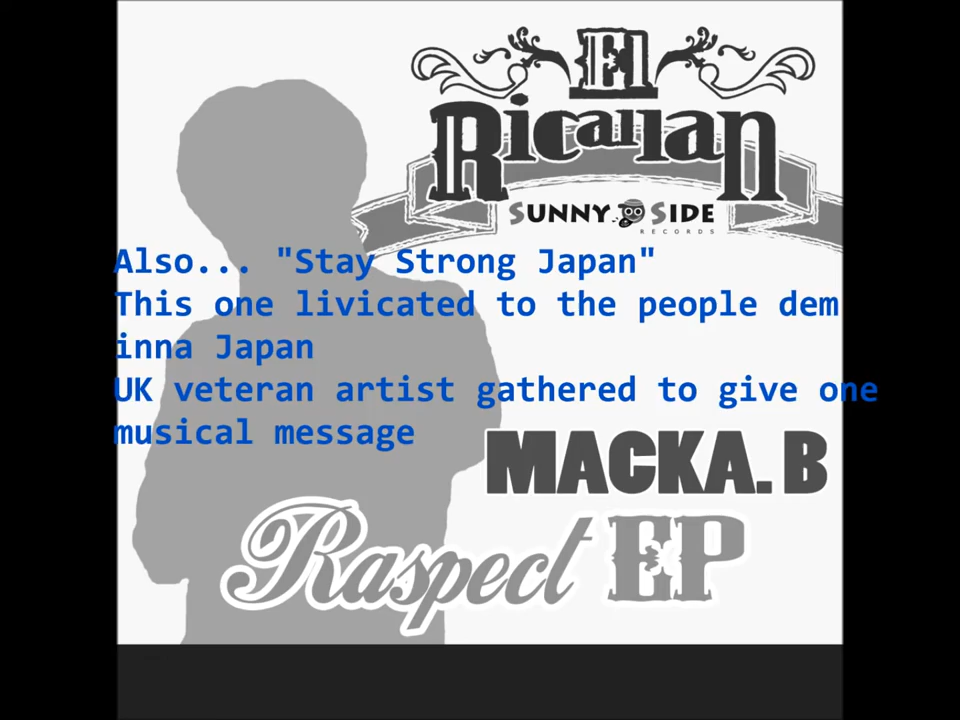 El
Ricallan
SUNNY SIDE
RECORDS
Also... "Stay Strong Japan"
This one livicated to the people dem
inna Japan
UK veteran artist gathered to give one
musical message
MACKA.B
Raspect EP